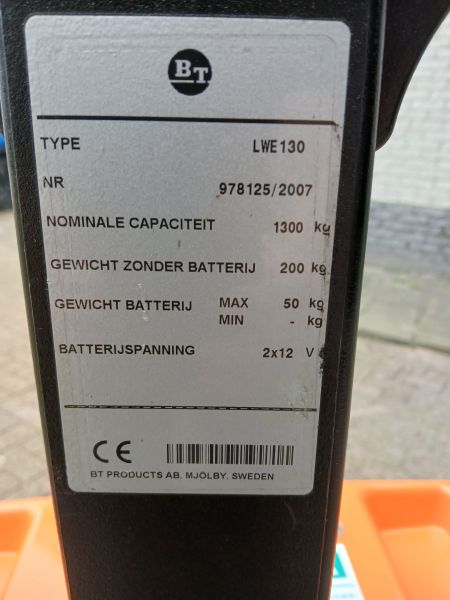 BT
TYPE LWE130
NR 978125/2007
NOMINALE CAPACITEIT 1300 kg
GEWICHT ZONDER BATTERIJ 200 kg
GEWICHT BATTERIJ MAX 50 kg
MIN - kg
BATTERIJSPANNING 2x12 V
CE
BT PRODUCTS AB. MJÖLBY. SWEDEN